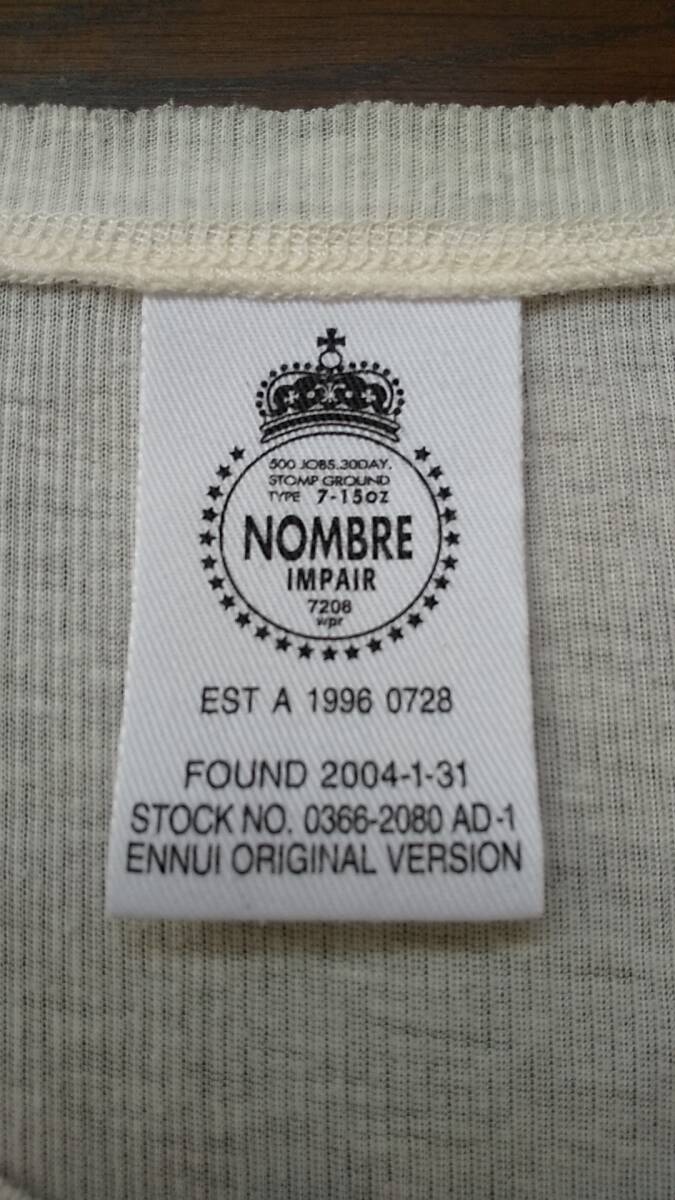 500 JOBS.30DAY.
STOMP GROUND
TYPE 7-15oz
NOMBRE
IMPAIR
7208
wpr
EST A 1996 0728
FOUND 2004-1-31
STOCK NO. 0366-2080 AD-1
ENNUI ORIGINAL VERSION